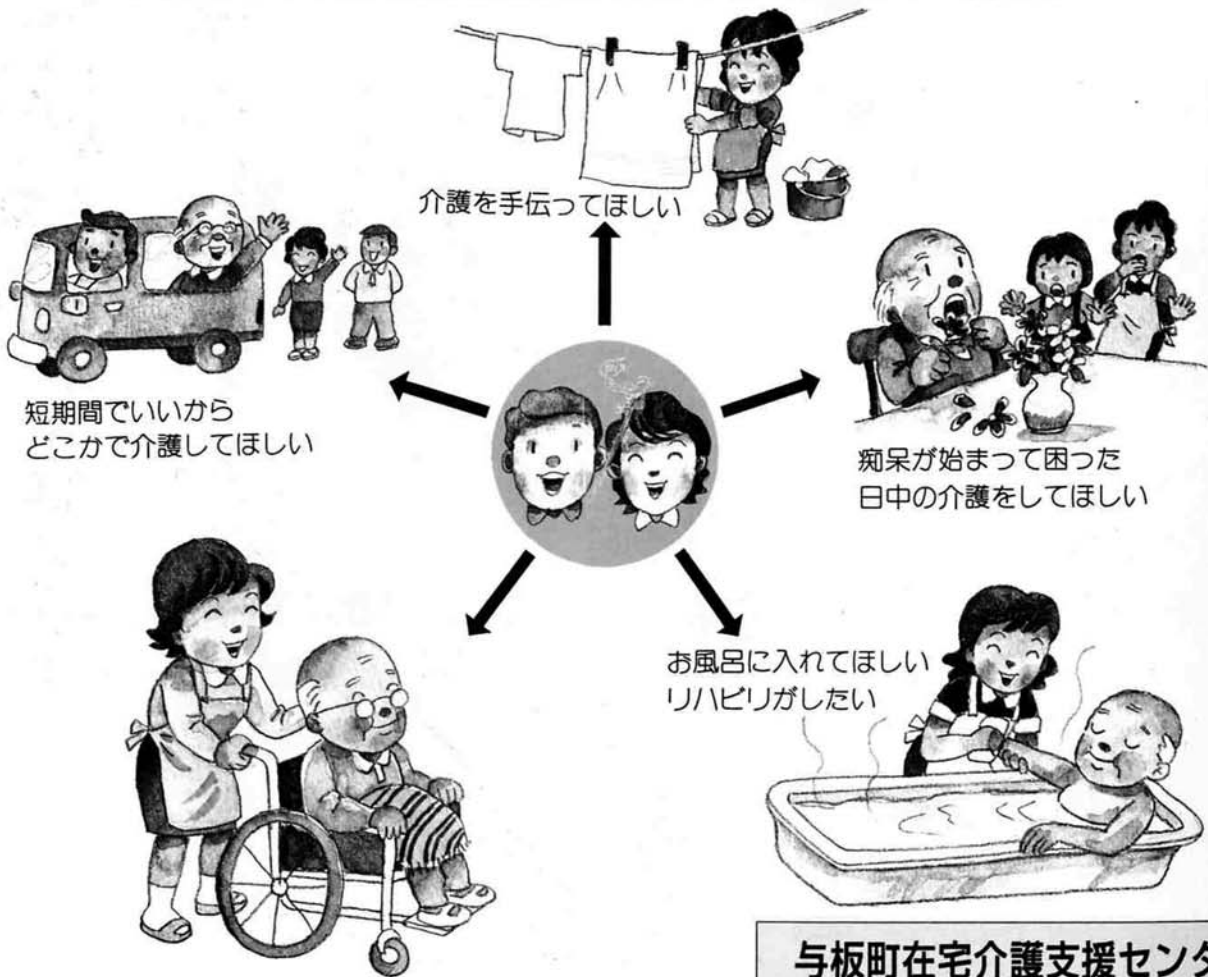 介護を手伝ってほしい
短期間でいいから
どこかで介護してほしい
痴呆が始まって困った
日中の介護をしてほしい
お風呂に入れてほしい
リハビリがしたい
与板町在宅介護支援センタ